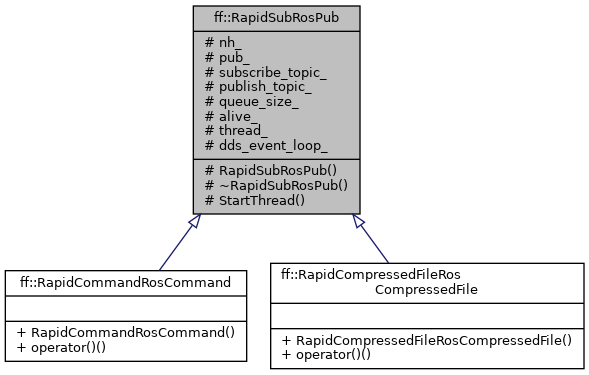 ff::RapidSubRosPub
# nh_
# pub_
# subscribe_topic_
# publish_topic_
# queue_size_
# alive_
# thread_
# dds_event_loop_
# RapidSubRosPub()
# ~RapidSubRosPub()
# StartThread()
ff::RapidCommandRosCommand
+ RapidCommandRosCommand()
+ operator()()
ff::RapidCompressedFileRos
CompressedFile
+ RapidCompressedFileRosCompressedFile()
+ operator()()